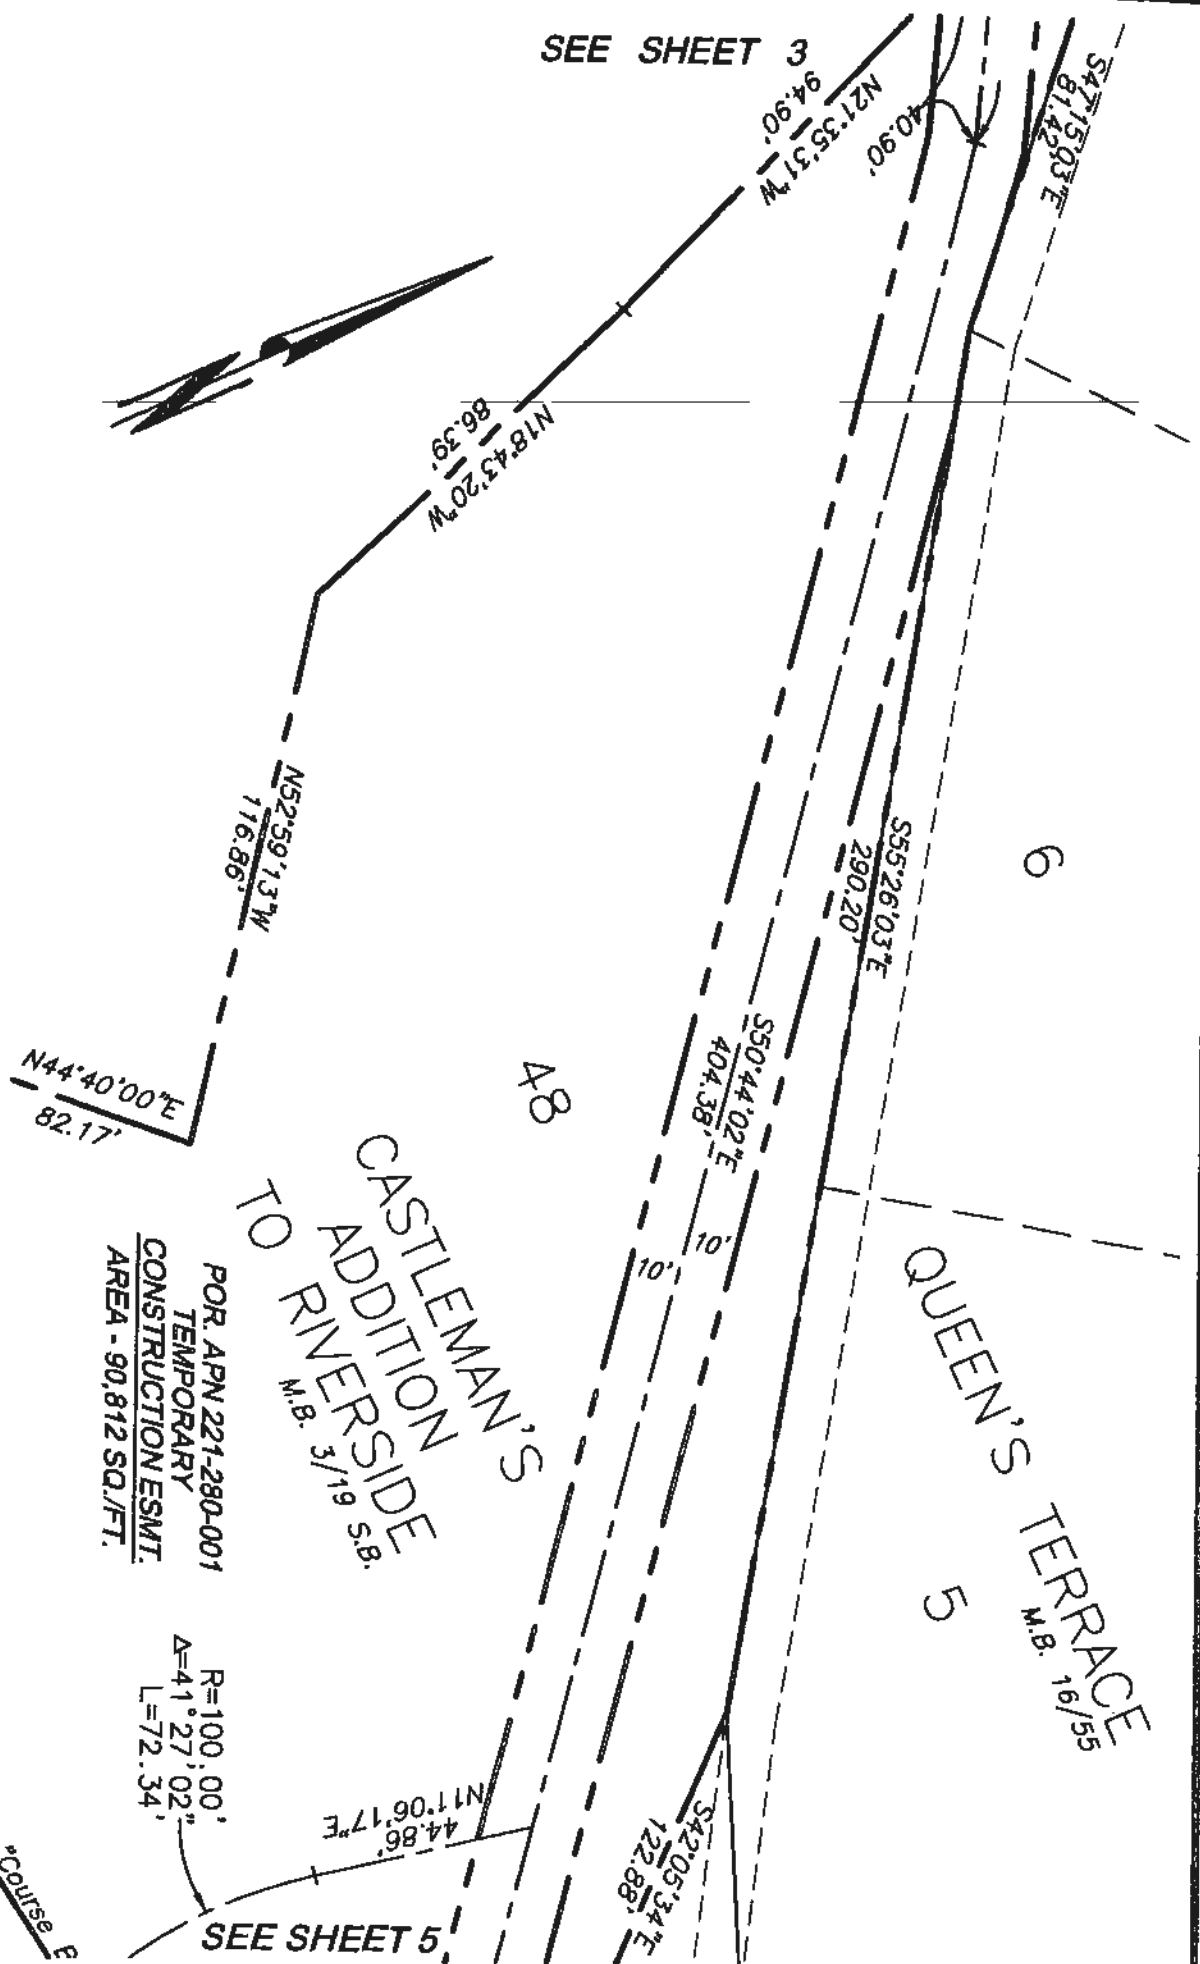 SEE SHEET 3
N21°35'31"W
94.90'
40.90'
S47°15'03"E
81.42'
N18°43'20"W
86.39'
N52°59'13"W
116.86'
S55°26'03"E
290.20'
6
S50°44'02"E
404.38'
N44°40'00"E
82.17'
48
10'
10'
CASTLEMAN'S
ADDITION
TO RIVERSIDE
M.B. 3/19 S.B.
QUEEN'S TERRACE
M.B. 16/55
5
POR. APN 221-280-001
TEMPORARY
CONSTRUCTION ESMT.
AREA - 90,812 SQ./FT.
R=100.00'
Δ=41°27'02"
L=72.34'
N11°06'17"E
44.86'
S42°05'34"E
122.88'
SEE SHEET 5
"Course